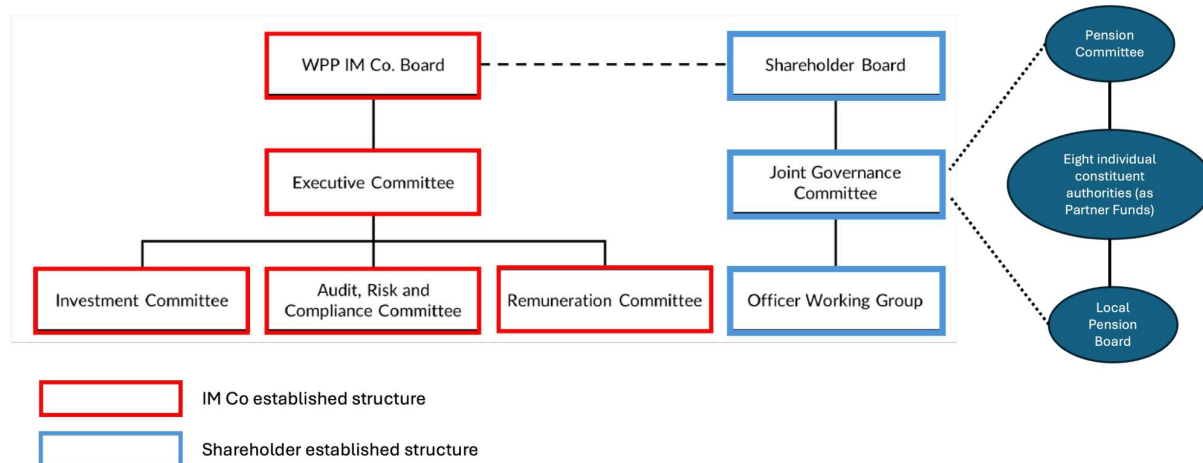 WPP IM Co. Board
Shareholder Board
Pension
Committee
Executive Committee
Joint Governance
Committee
Eight individual
constituent
authorities (as
Partner Funds)
Investment Committee
Audit, Risk and
Compliance Committee
Remuneration Committee
Officer Working Group
Local
Pension
Board
IM Co established structure
Shareholder established structure